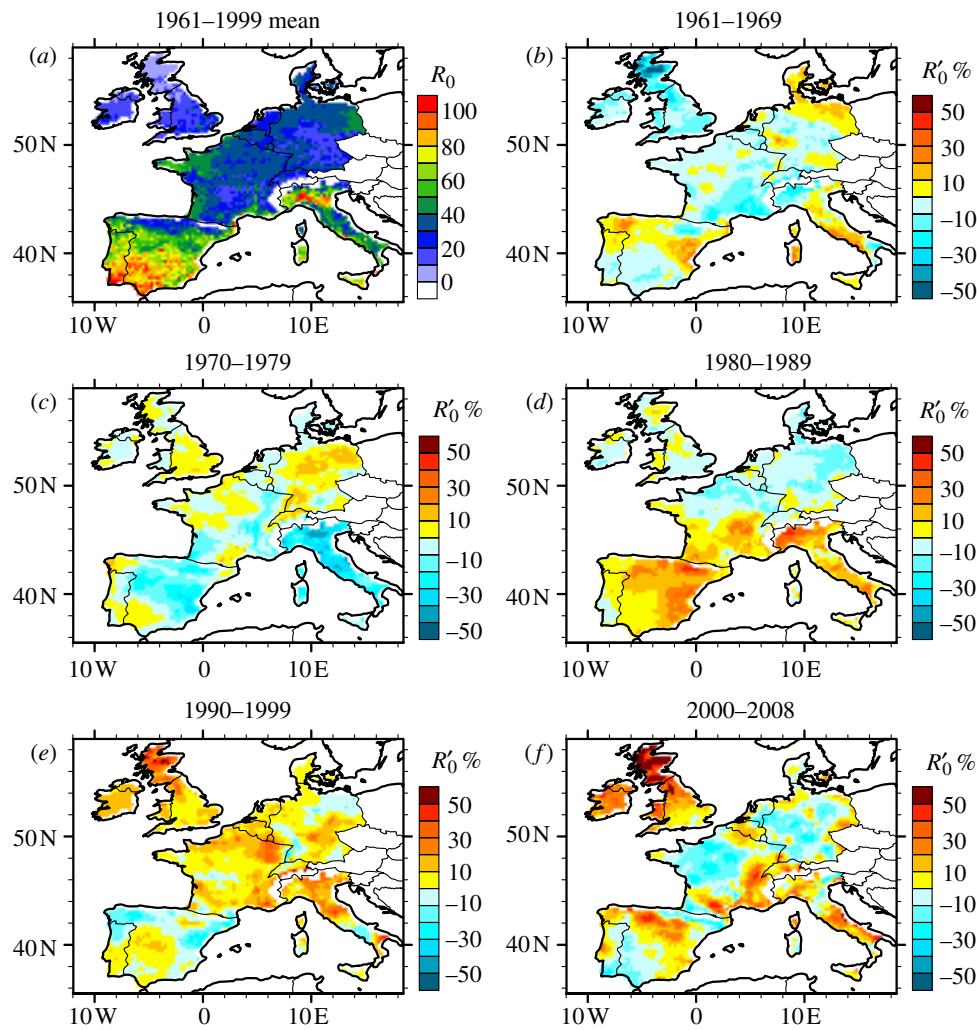 1961–1999 mean
(a)
R0
100
80
60
40
20
0
50N
40N
10W 0 10E
1961–1969
(b)
R′0 %
50
30
10
–10
–30
–50
50N
40N
10W 0 10E
1970–1979
(c)
R′0 %
50
30
10
–10
–30
–50
50N
40N
10W 0 10E
1980–1989
(d)
R′0 %
50
30
10
–10
–30
–50
50N
40N
10W 0 10E
1990–1999
(e)
R′0 %
50
30
10
–10
–30
–50
50N
40N
10W 0 10E
2000–2008
(f)
R′0 %
50
30
10
–10
–30
–50
50N
40N
10W 0 10E